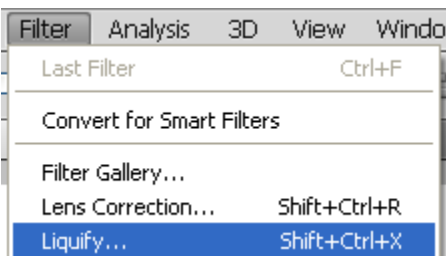 Filter Analysis 3D View Windo
Last Filter Ctrl+F
Convert for Smart Filters
Filter Gallery...
Lens Correction... Shift+Ctrl+R
Liquify... Shift+Ctrl+X